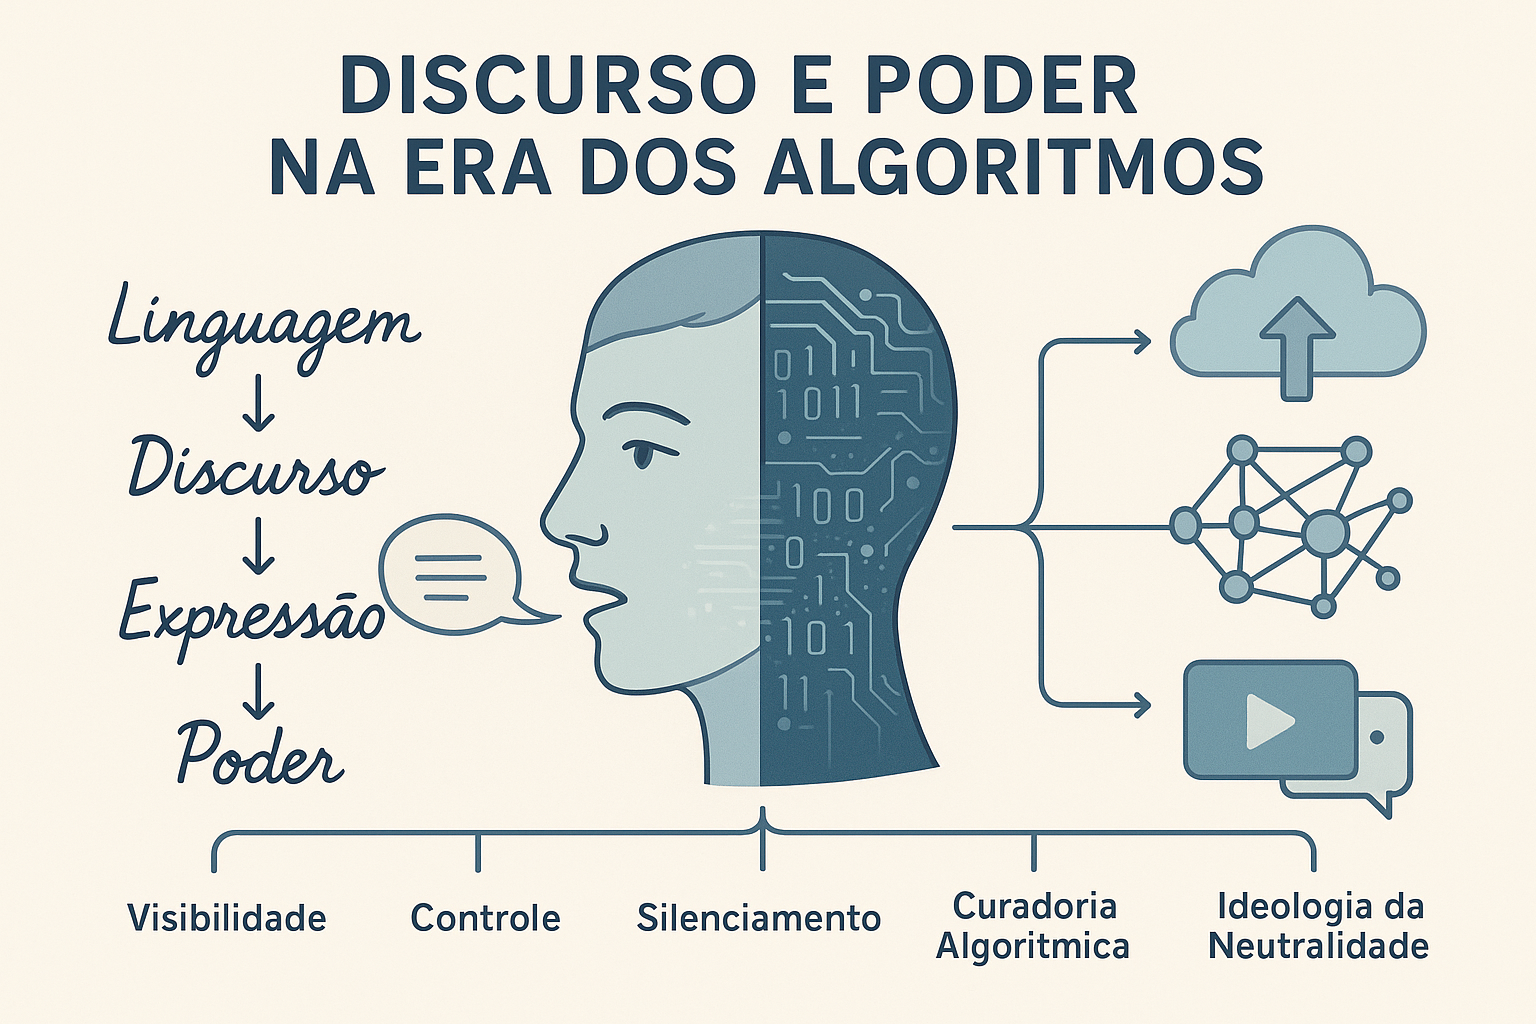 DISCURSO E PODER
NA ERA DOS ALGORITMOS
Linguagem
Discurso
Expressão
Poder
011
1011
100
0
1
101
11
Visibilidade
Controle
Silenciamento
Curadoria
Algoritmica
Ideologia da
Neutralidade